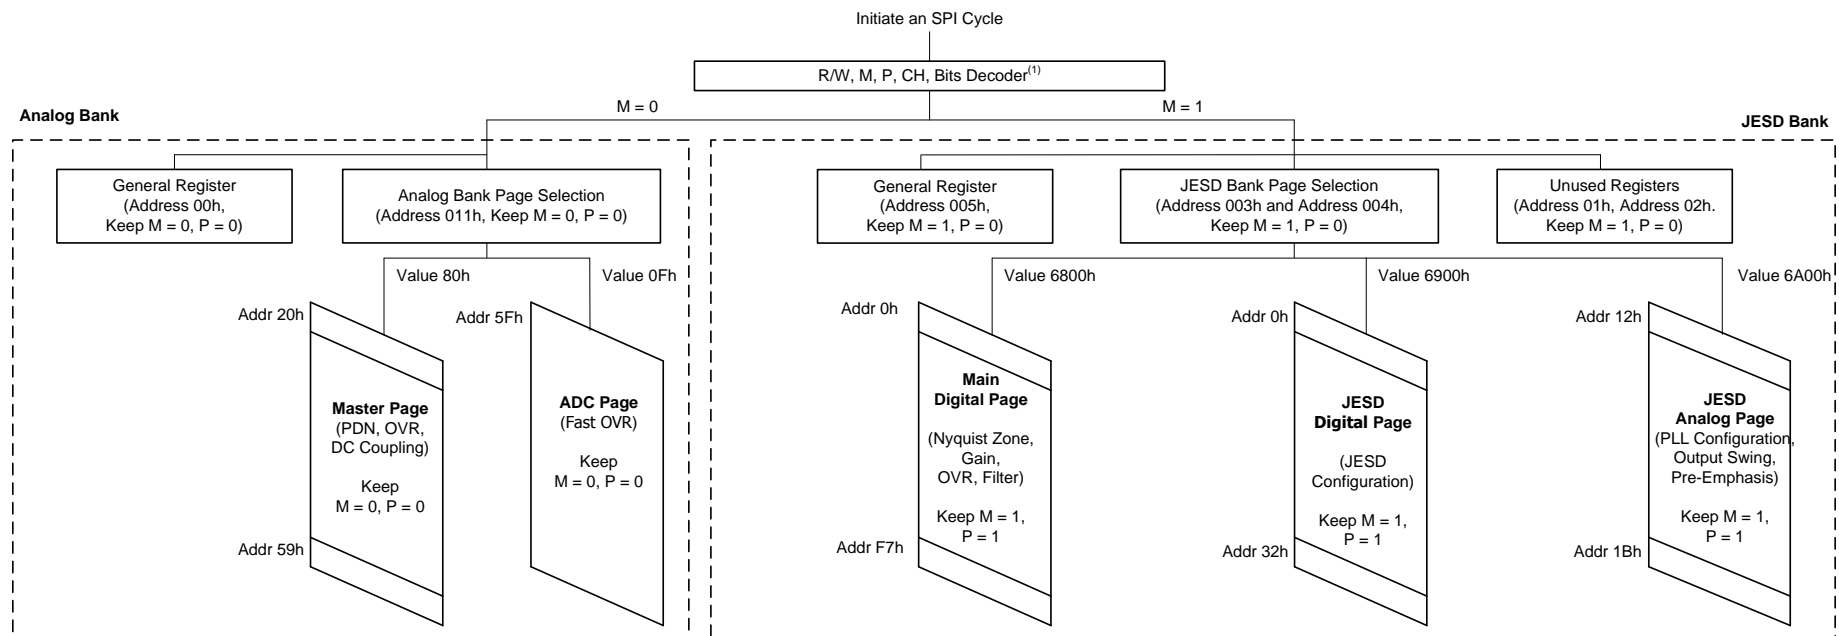 Initiate an SPI Cycle
R/W, M, P, CH, Bits Decoder(1)
M = 0
M = 1
Analog Bank
JESD Bank
General Register
(Address 00h,
Keep M = 0, P = 0)
Analog Bank Page Selection
(Address 011h, Keep M = 0, P = 0)
General Register
(Address 005h,
Keep M = 1, P = 0)
JESD Bank Page Selection
(Address 003h and Address 004h,
Keep M = 1, P = 0)
Unused Registers
(Address 01h, Address 02h.
Keep M = 1, P = 0)
Value 80h
Value 0Fh
Value 6800h
Value 6900h
Value 6A00h
Addr 20h
Master Page
(PDN, OVR,
DC Coupling)
Keep
M = 0, P = 0
Addr 59h
Addr 5Fh
ADC Page
(Fast OVR)
Keep
M = 0, P = 0
Addr 0h
Main
Digital Page
(Nyquist Zone,
Gain,
OVR, Filter)
Keep M = 1,
P = 1
Addr F7h
Addr 0h
JESD
Digital Page
(JESD
Configuration)
Keep M = 1,
P = 1
Addr 32h
Addr 12h
JESD
Analog Page
(PLL Configuration,
Output Swing,
Pre-Emphasis)
Keep M = 1,
P = 1
Addr 1Bh